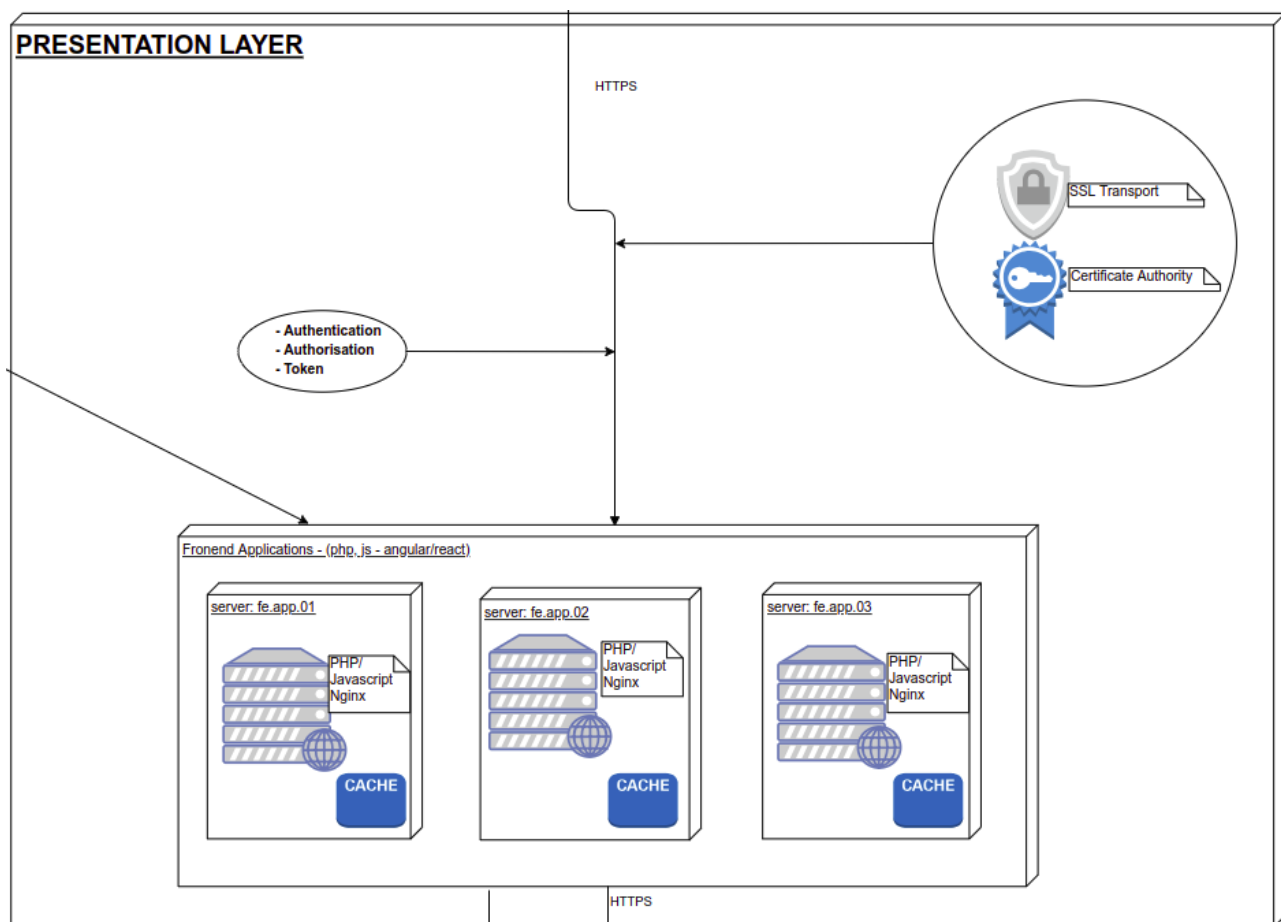 PRESENTATION LAYER
HTTPS
SSL Transport
Certificate Authority
- Authentication
- Authorisation
- Token
Fronend Applications - (php, js - angular/react)
server: fe.app.01
PHP/
Javascript
Nginx
CACHE
server: fe.app.02
PHP/
Javascript
Nginx
CACHE
server: fe.app.03
PHP/
Javascript
Nginx
CACHE
HTTPS